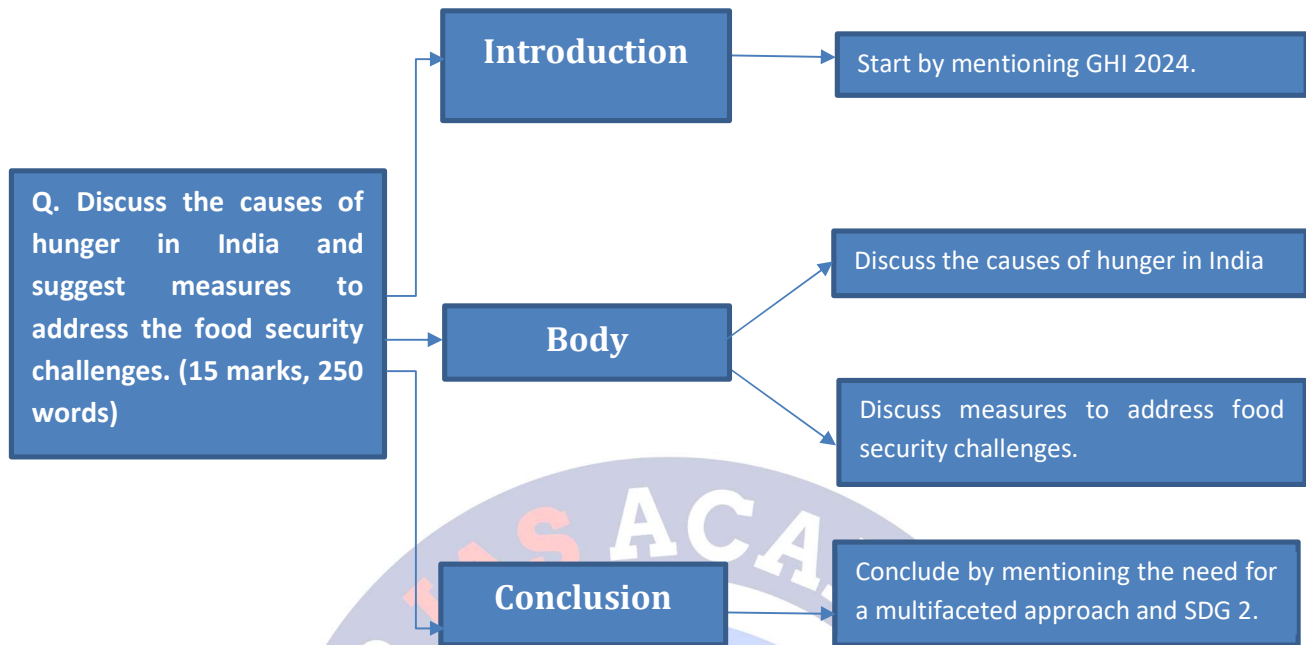 Introduction
Start by mentioning GHI 2024.
Q. Discuss the causes of
hunger in India and
suggest measures to
address the food security
challenges. (15 marks, 250
words)
Body
Discuss the causes of hunger in India
Discuss measures to address food
security challenges.
Conclusion
Conclude by mentioning the need for
a multifaceted approach and SDG 2.